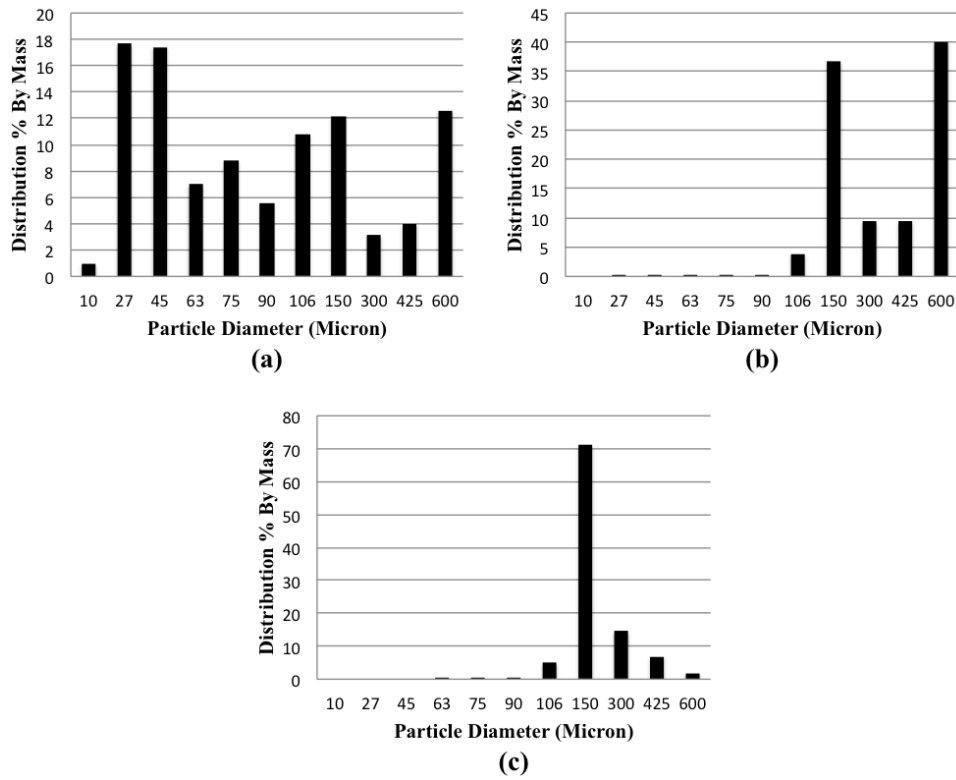 Distribution % By Mass
18
16
14
12
10
8
6
4
2
0
10 27 45 63 75 90 106 150 300 425 600
Particle Diameter (Micron)
(a)
Distribution % By Mass
45
40
35
30
25
20
15
10
5
0
10 27 45 63 75 90 106 150 300 425 600
Particle Diameter (Micron)
(b)
Distribution % By Mass
80
70
60
50
40
30
20
10
0
10 27 45 63 75 90 106 150 300 425 600
Particle Diameter (Micron)
(c)